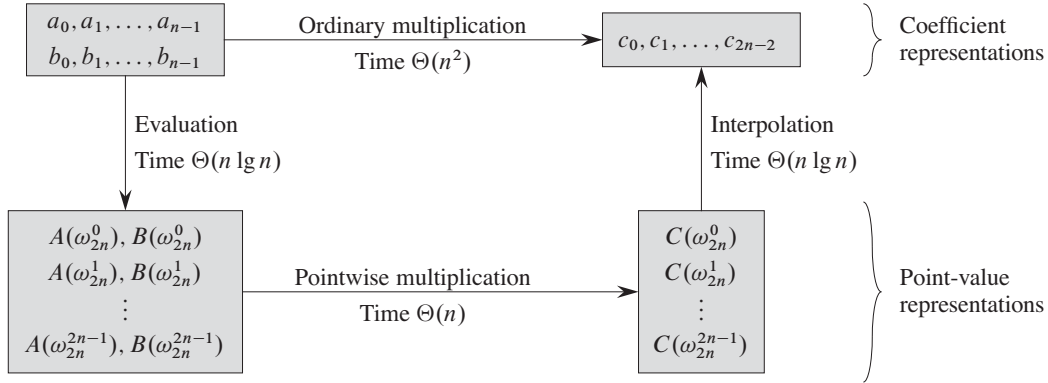 a_0, a_1, . . . , a_{n−1}
b_0, b_1, . . . , b_{n−1}
Ordinary multiplication
Time Θ(n^2)
c_0, c_1, . . . , c_{2n−2}
Coefficient
representations
Evaluation
Time Θ(n lg n)
Interpolation
Time Θ(n lg n)
A(ω_{2n}^0), B(ω_{2n}^0)
A(ω_{2n}^1), B(ω_{2n}^1)
⋮
A(ω_{2n}^{2n−1}), B(ω_{2n}^{2n−1})
Pointwise multiplication
Time Θ(n)
C(ω_{2n}^0)
C(ω_{2n}^1)
⋮
C(ω_{2n}^{2n−1})
Point-value
representations